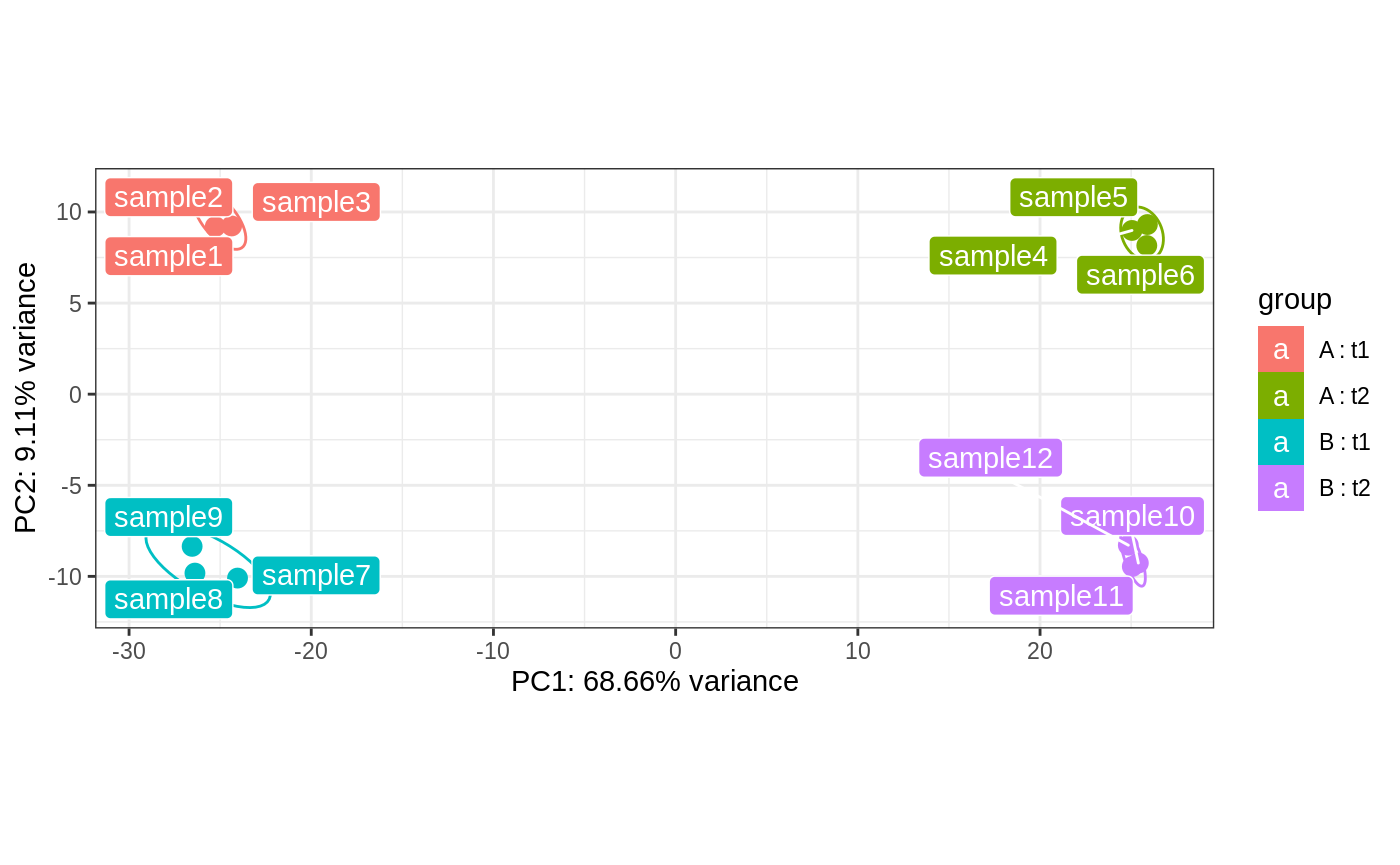 sample2
sample3
sample1
sample5
sample4
sample6
sample12
sample10
sample11
sample9
sample7
sample8
10
5
0
-5
-10
-30
-20
-10
0
10
20
PC1: 68.66% variance
PC2: 9.11% variance
group
a A : t1
a A : t2
a B : t1
a B : t2